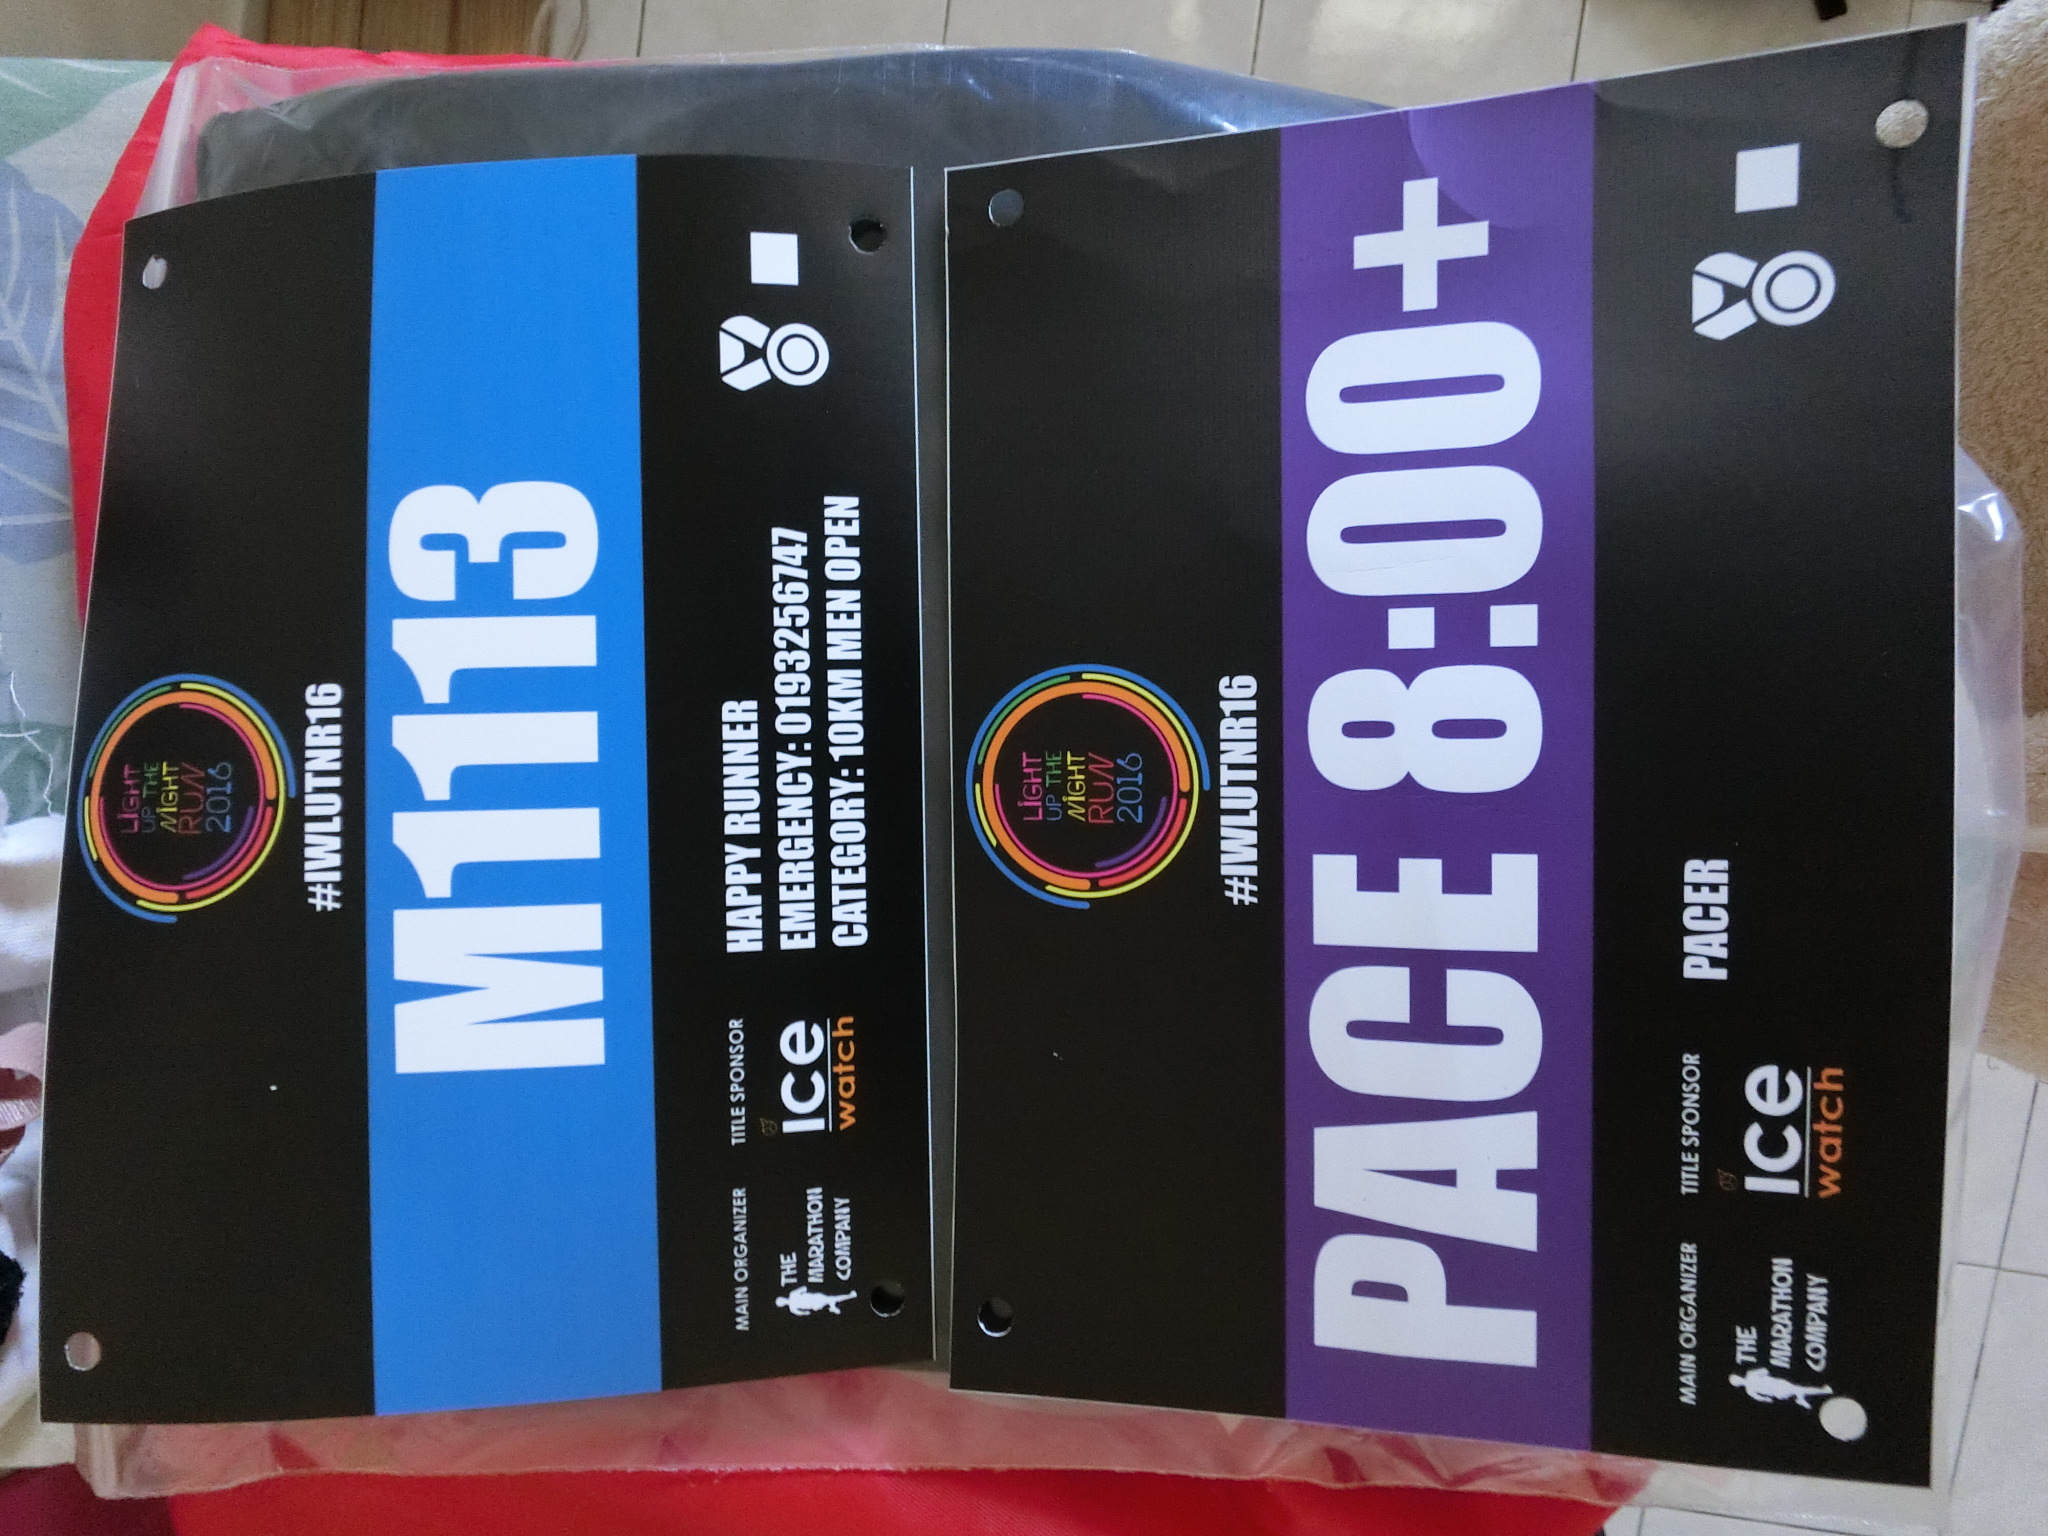 LIGHT
UP THE
NIGHT
RUN
2016
#IWLUTNR16
M1113
HAPPY RUNNER
EMERGENCY: 0193256747
CATEGORY: 10KM MEN OPEN
MAIN ORGANIZER
THE
MARATHON
COMPANY
TITLE SPONSOR
ice
watch
LIGHT
UP THE
NIGHT
RUN
2016
#IWLUTNR16
PACE 8:00+
PACER
MAIN ORGANIZER
THE
MARATHON
COMPANY
TITLE SPONSOR
ice
watch